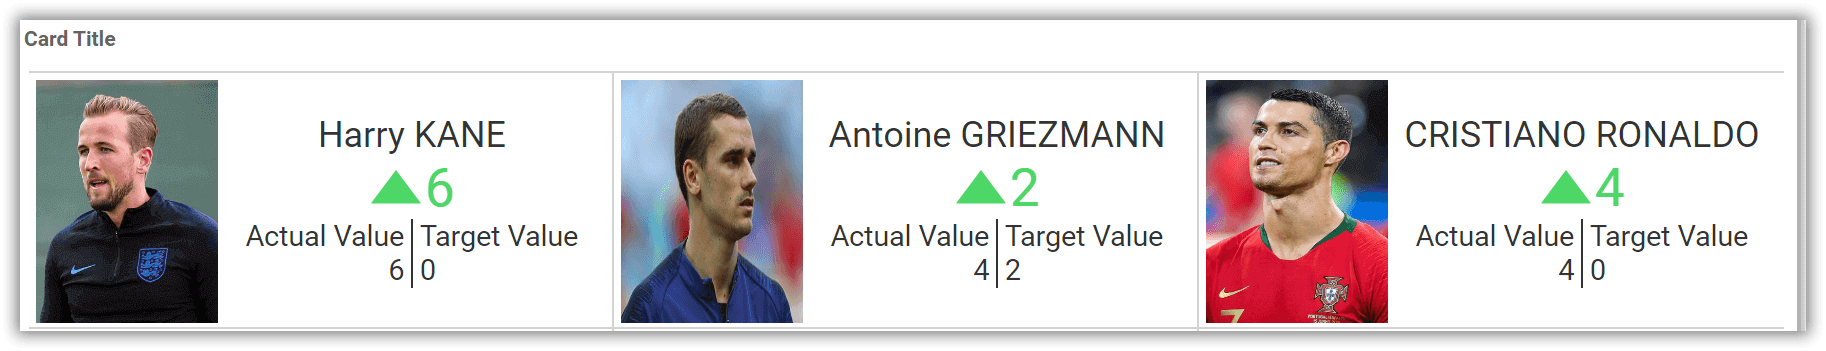 Card Title
Harry KANE
6
Actual Value Target Value
6 0
Antoine GRIEZMANN
2
Actual Value Target Value
4 2
CRISTIANO RONALDO
4
Actual Value Target Value
4 0
7